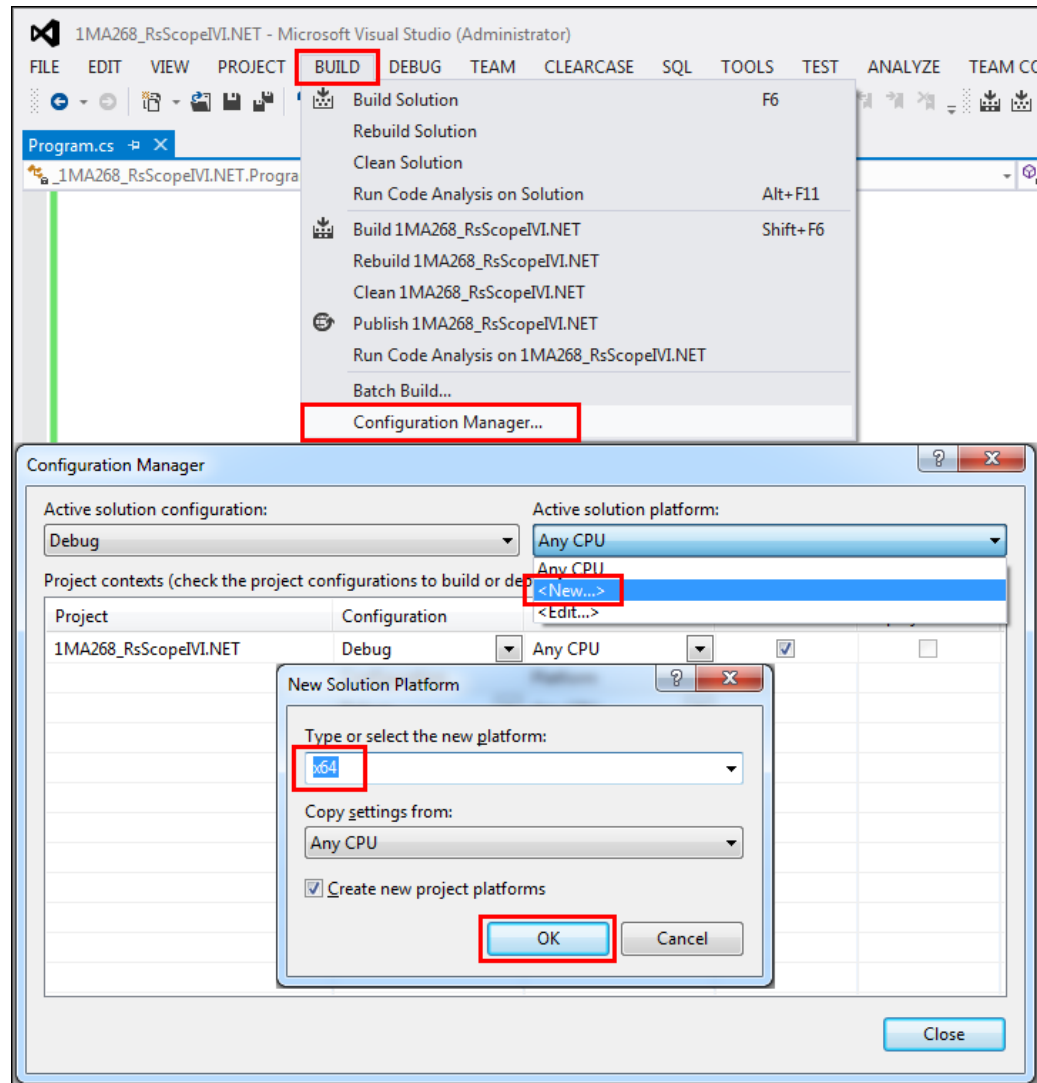 1MA268_RsScopeIVI.NET - Microsoft Visual Studio (Administrator)
FILE EDIT VIEW PROJECT BUILD DEBUG TEAM CLEARCASE SQL TOOLS TEST ANALYZE TEAM CO
Build Solution F6
Rebuild Solution
Program.cs
Clean Solution
_1MA268_RsScopeIVI.NET.Progra
Run Code Analysis on Solution Alt+F11
Build 1MA268_RsScopeIVI.NET Shift+F6
Rebuild 1MA268_RsScopeIVI.NET
Clean 1MA268_RsScopeIVI.NET
Publish 1MA268_RsScopeIVI.NET
Run Code Analysis on 1MA268_RsScopeIVI.NET
Batch Build...
Configuration Manager...
Configuration Manager
Active solution configuration: Active solution platform:
Debug Any CPU
Any CPU
Project contexts (check the project configurations to build or dep
<New...>
<Edit...>
Project Configuration
1MA268_RsScopeIVI.NET Debug Any CPU
New Solution Platform
Type or select the new platform:
x64
Copy settings from:
Any CPU
Create new project platforms
OK Cancel
Close